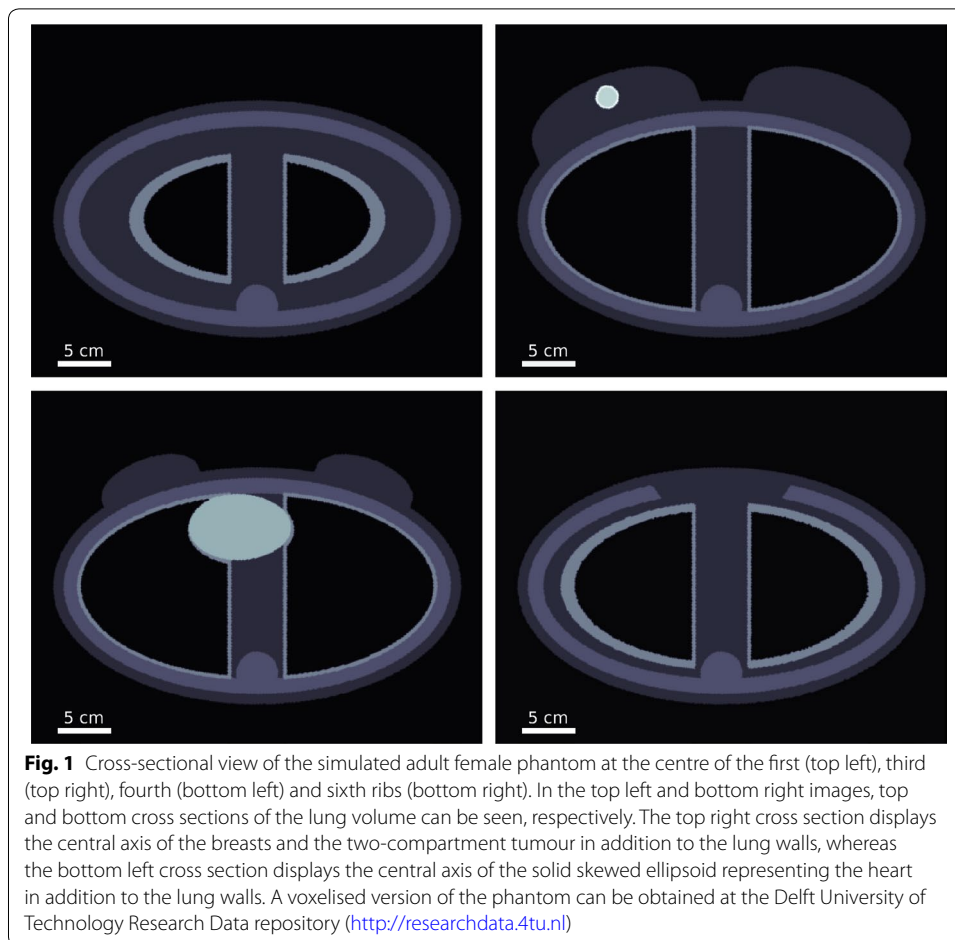 5 cm
5 cm
5 cm
5 cm
Fig. 1 Cross-sectional view of the simulated adult female phantom at the centre of the first (top left), third
(top right), fourth (bottom left) and sixth ribs (bottom right). In the top left and bottom right images, top
and bottom cross sections of the lung volume can be seen, respectively. The top right cross section displays
the central axis of the breasts and the two-compartment tumour in addition to the lung walls, whereas
the bottom left cross section displays the central axis of the solid skewed ellipsoid representing the heart
in addition to the lung walls. A voxelised version of the phantom can be obtained at the Delft University of
Technology Research Data repository (http://researchdata.4tu.nl)